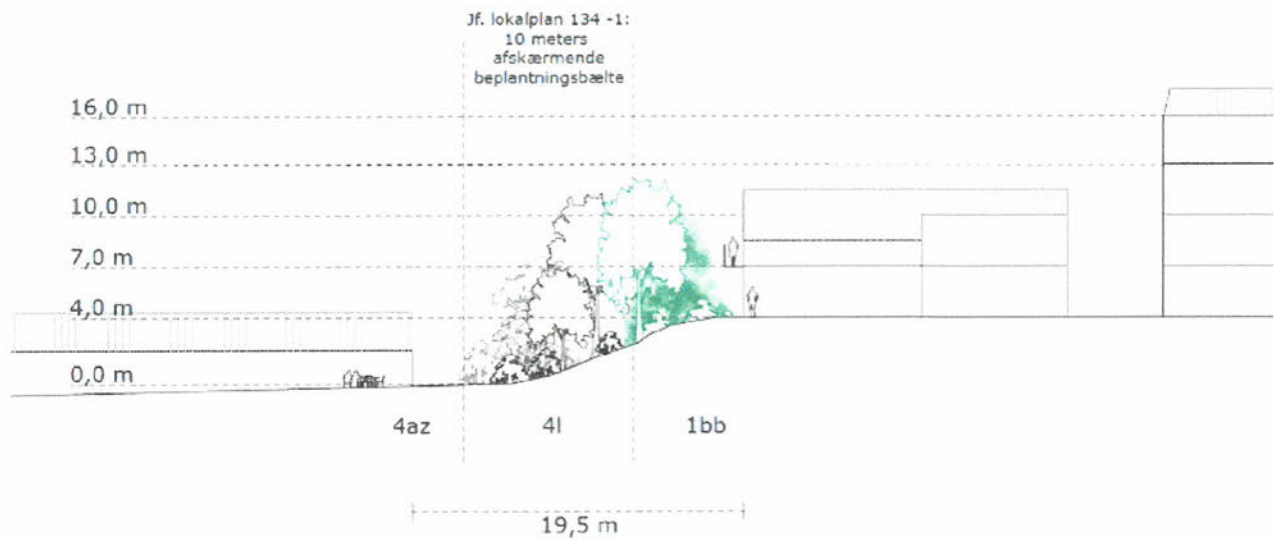 Jf. lokalplan 134 -1:
10 meters
afskærmende
beplantningsbælte
16,0 m
13,0 m
10,0 m
7,0 m
4,0 m
0,0 m
4az
4l
1bb
19,5 m